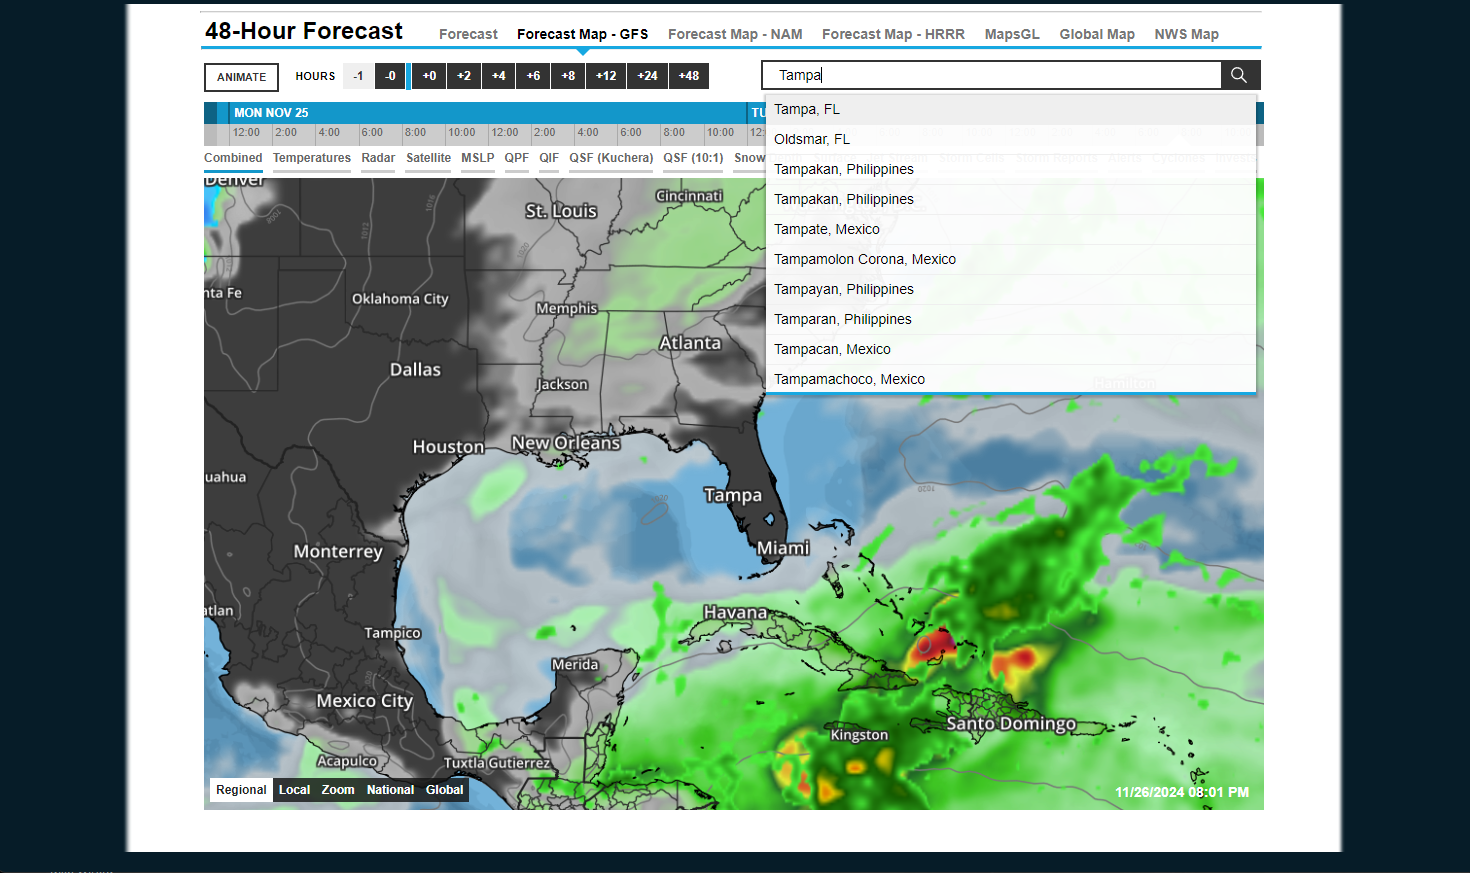 48-Hour Forecast
Forecast
Forecast Map - GFS
Forecast Map - NAM
Forecast Map - HRRR
MapsGL
Global Map
NWS Map
ANIMATE
HOURS
-1
-0
+0
+2
+4
+6
+8
+12
+24
+48
Tampa
MON NOV 25
TU
12:00 2:00 4:00 6:00 8:00 10:00 12:00 2:00 4:00 6:00 8:00 10:00
Combined
Temperatures
Radar
Satellite
MSLP
QPF
QIF
QSF (Kuchera)
QSF (10:1)
Snow
Tampa, FL
Oldsmar, FL
Tampakan, Philippines
Tampakan, Philippines
Tampate, Mexico
Tampamolon Corona, Mexico
Tampayan, Philippines
Tamparan, Philippines
Tampacan, Mexico
Tampamachoco, Mexico
Denver
Cincinnati
St. Louis
1016
1012
1020
nta Fe
Oklahoma City
Memphis
Atlanta
Dallas
Jackson
Hamilton
Houston
New Orleans
uahua
Tampa
1020
Monterrey
Miami
atlan
Havana
Tampico
Merida
Mexico City
Santo Domingo
Kingston
Acapulco
Tuxtla Gutierrez
Regional
Local
Zoom
National
Global
11/26/2024 08:01 PM